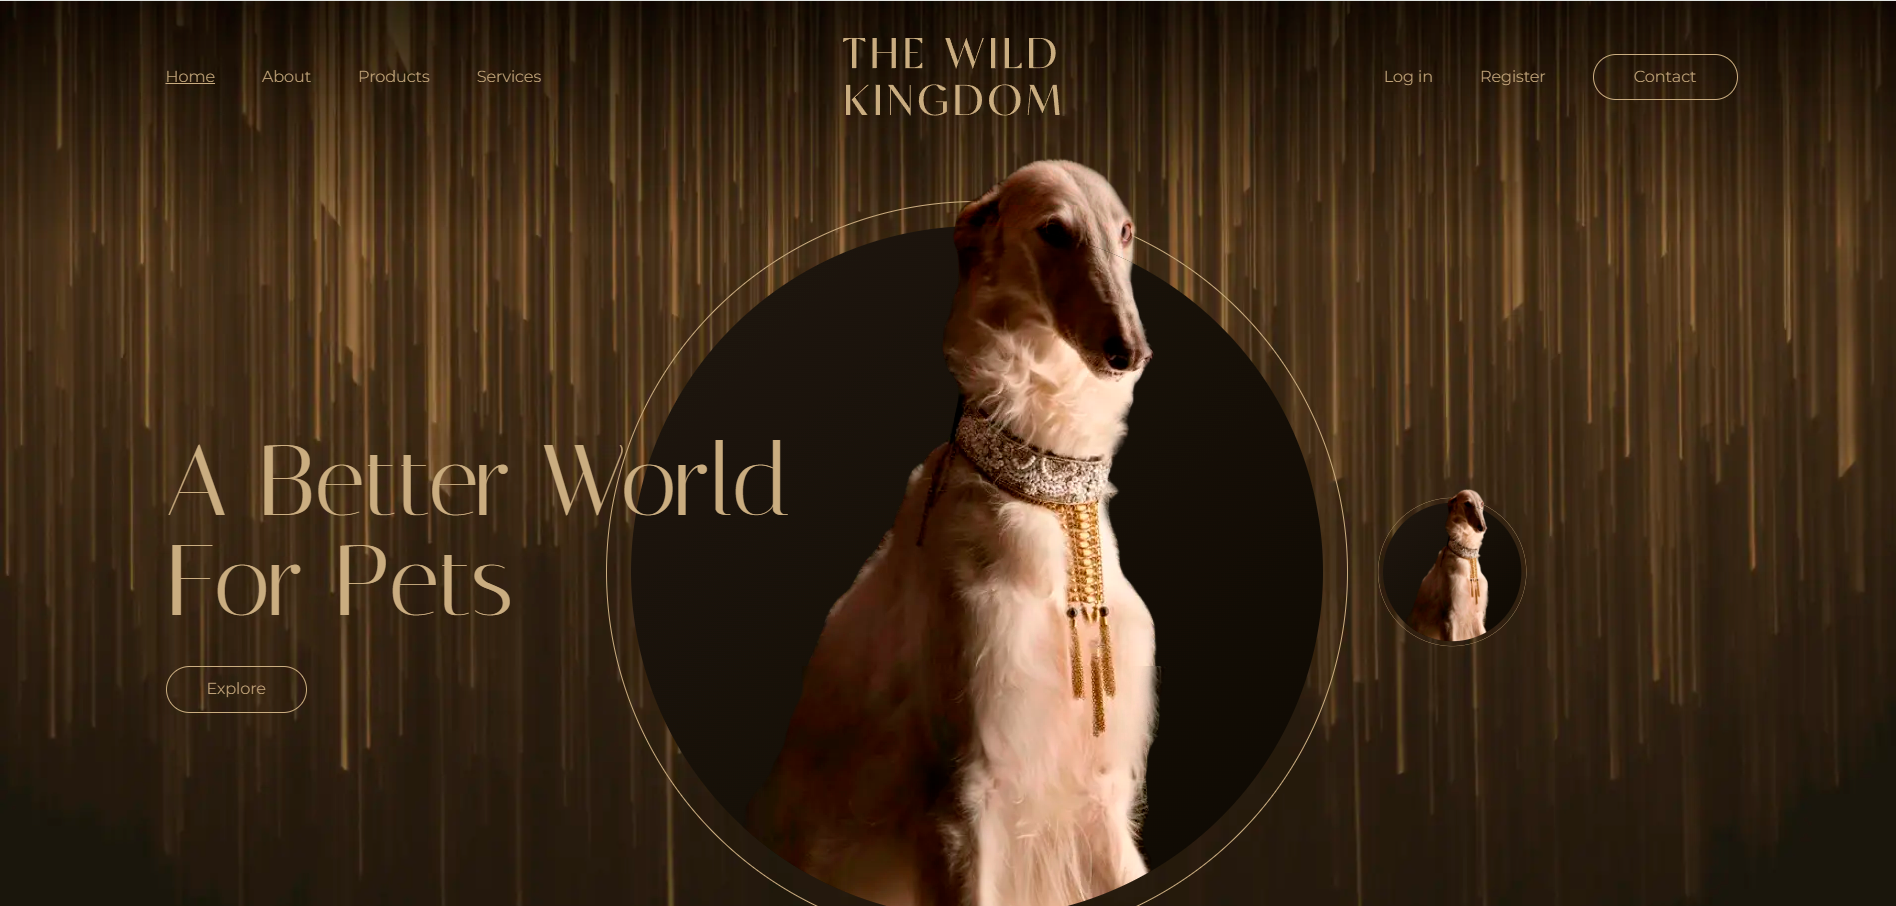 Home
About
Products
Services
THE WILD
KINGDOM
Log in
Register
Contact
A Better World
For Pets
Explore